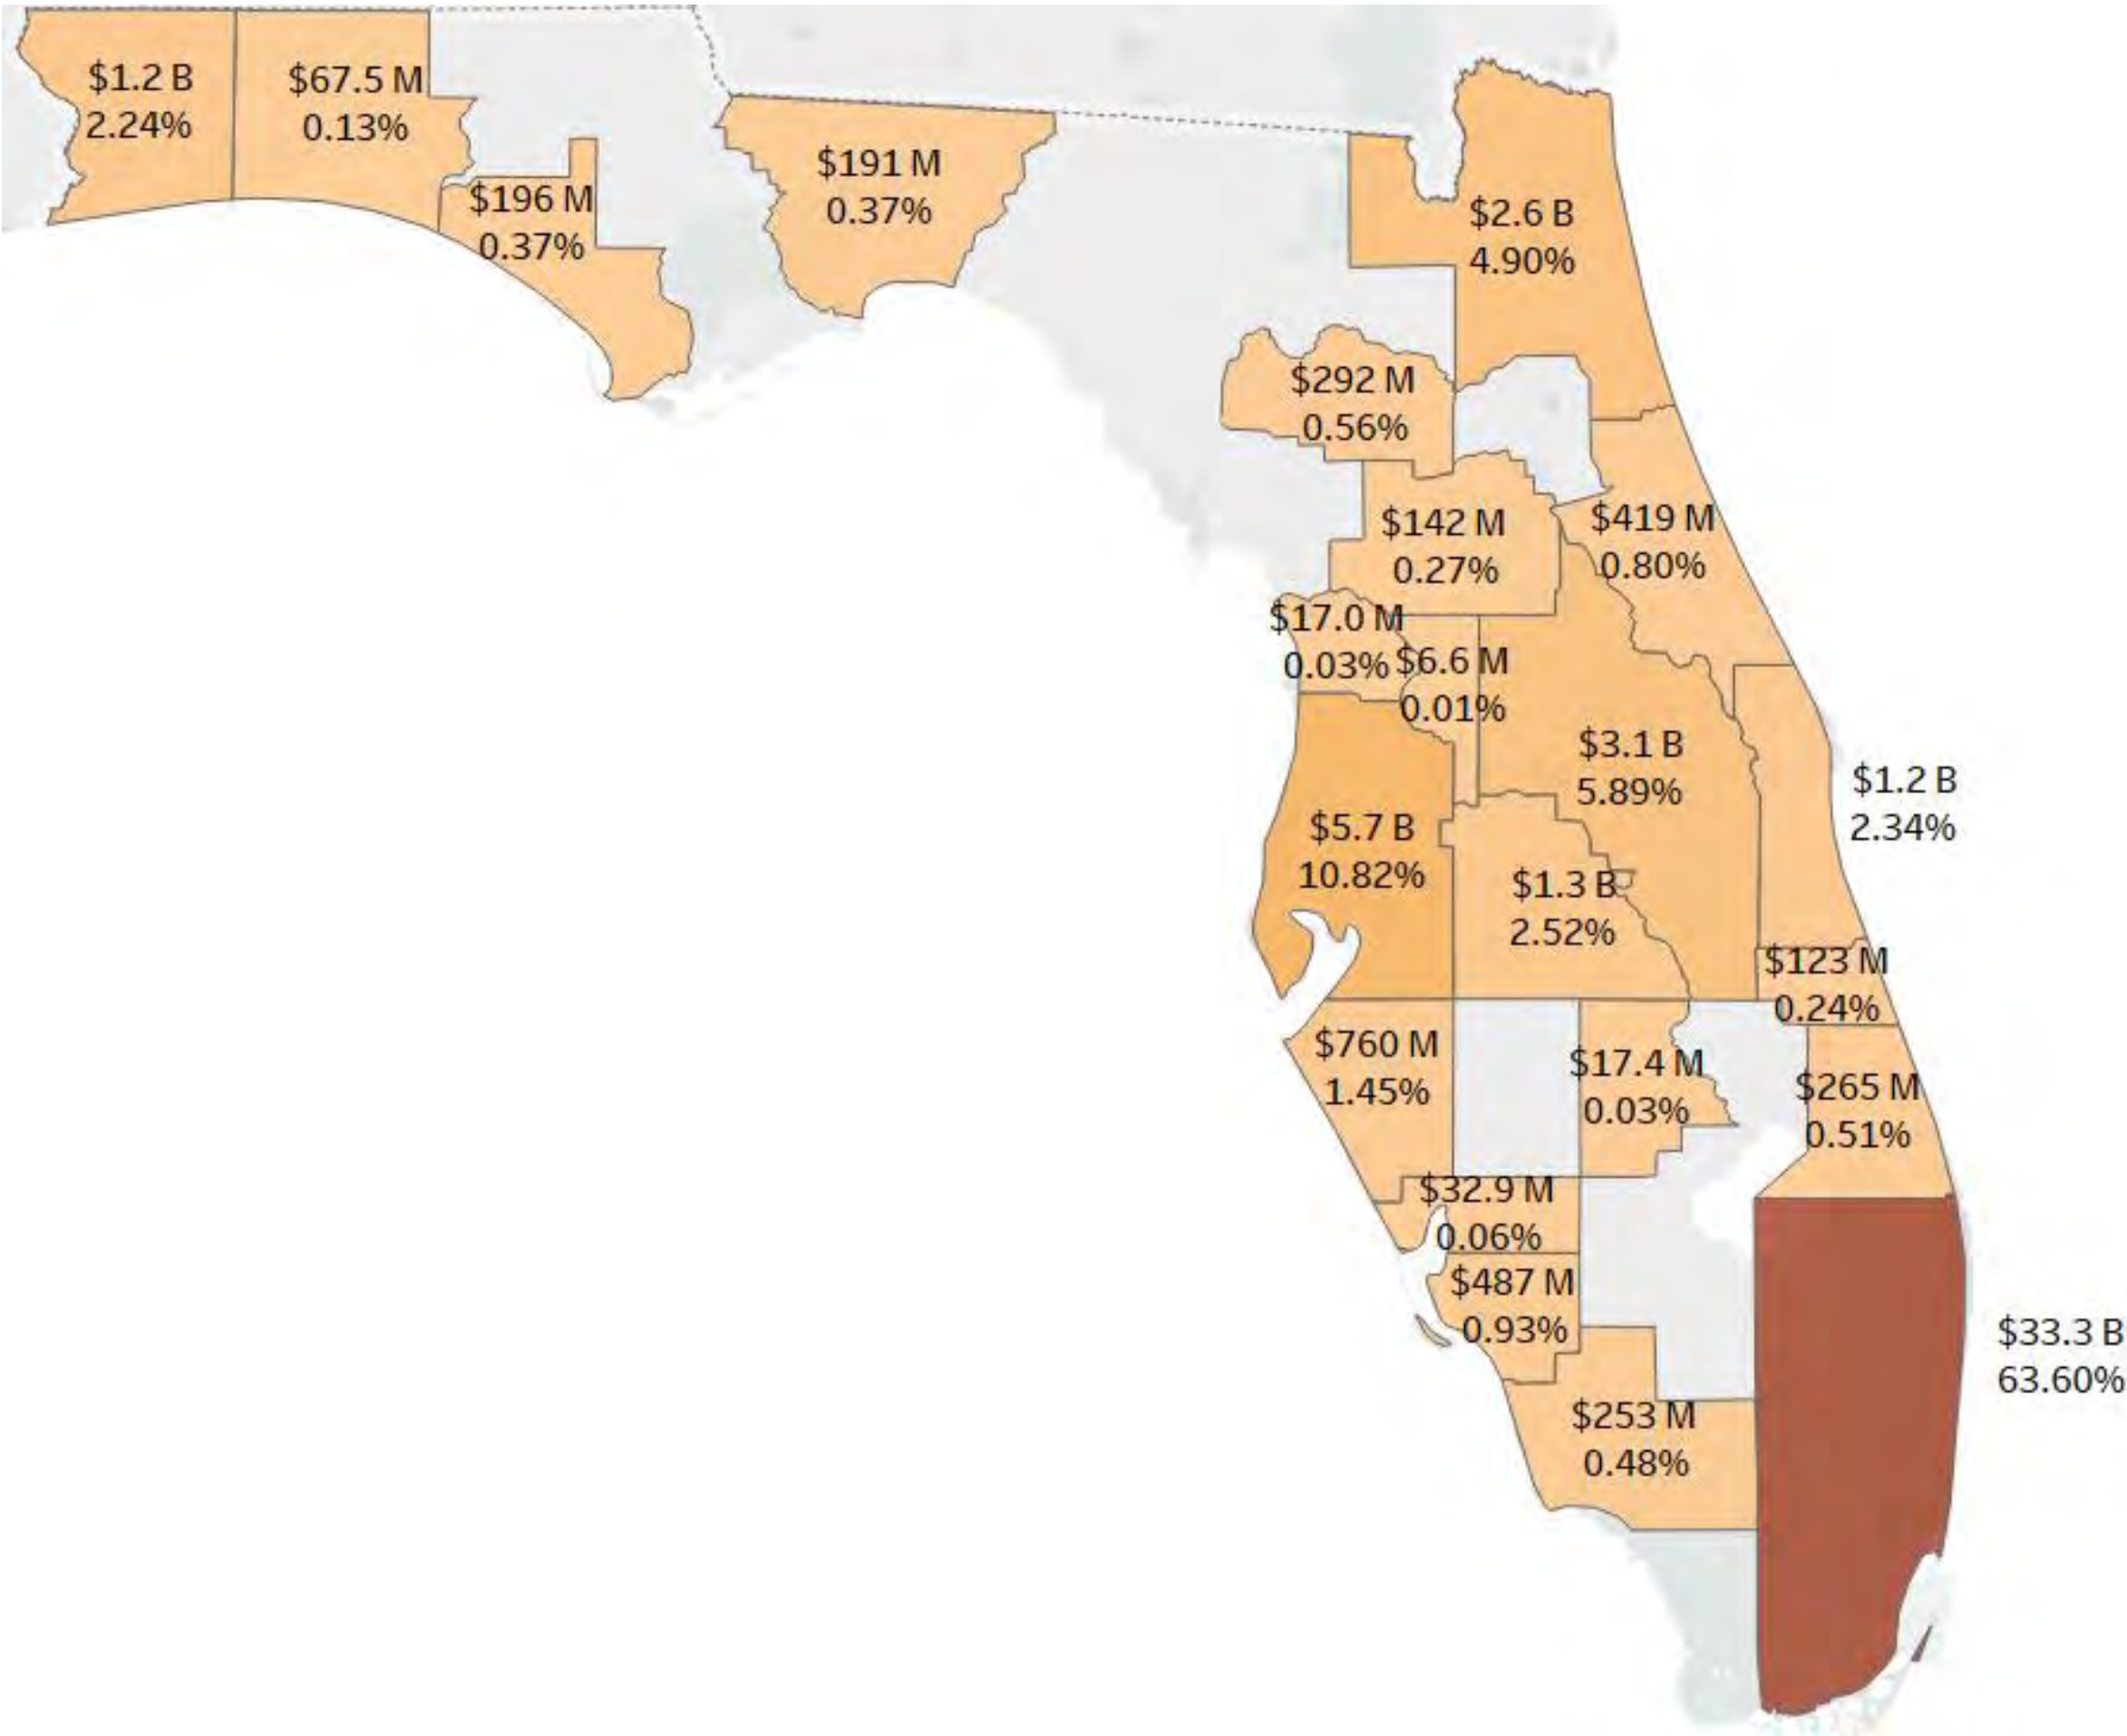 $1.2 B
2.24%
$67.5 M
0.13%
$196 M
0.37%
$191 M
0.37%
$2.6 B
4.90%
$292 M
0.56%
$142 M
0.27%
$419 M
0.80%
$17.0 M
0.03%
$6.6 M
0.01%
$3.1 B
5.89%
$1.2 B
2.34%
$5.7 B
10.82%
$1.3 B
2.52%
$123 M
0.24%
$760 M
1.45%
$17.4 M
0.03%
$265 M
0.51%
$32.9 M
0.06%
$487 M
0.93%
$33.3 B
63.60%
$253 M
0.48%